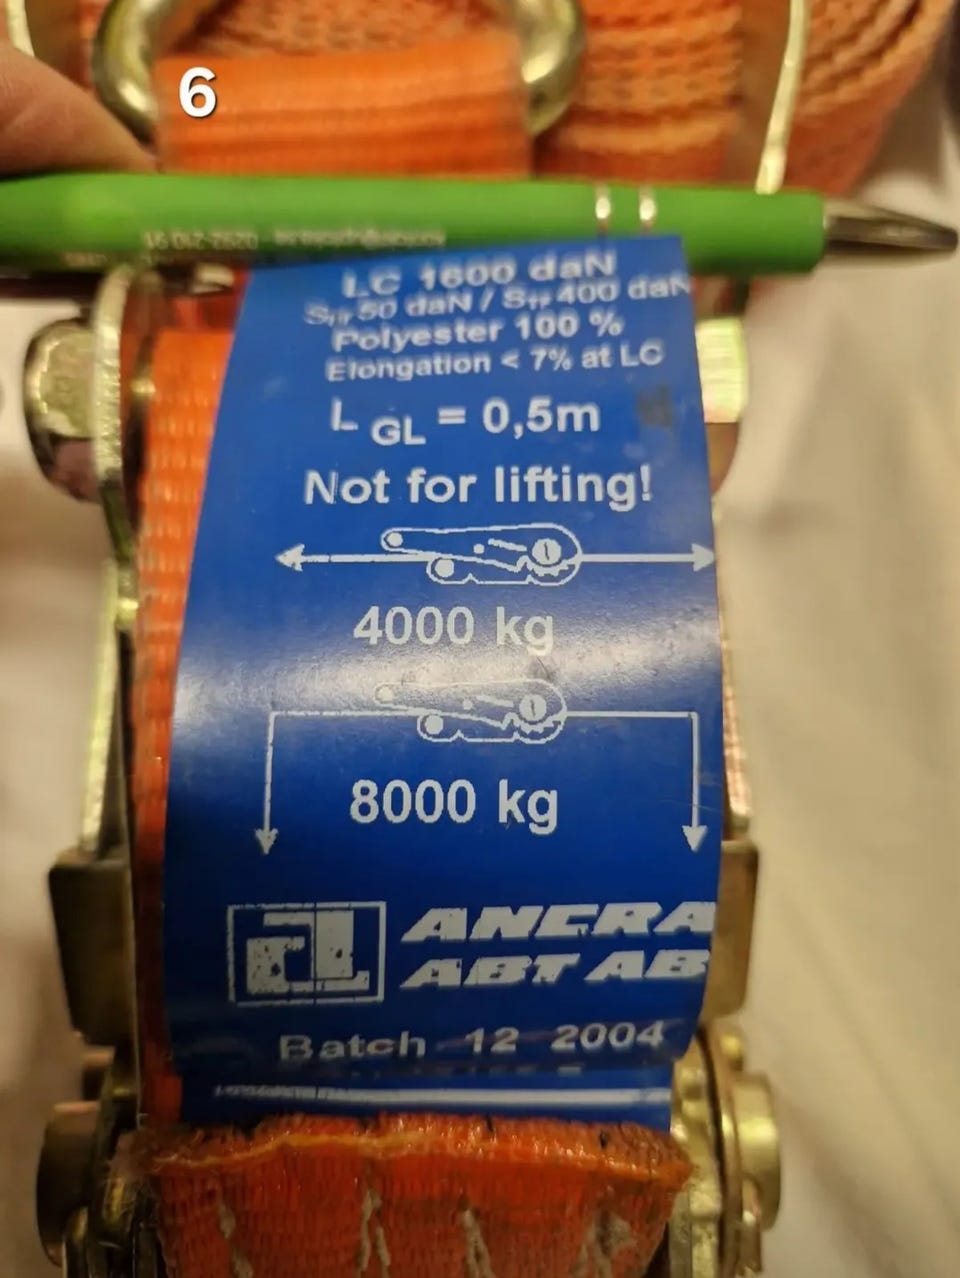 6
LC 1600 daN
SHF 50 daN / STF 400 daN
Polyester 100 %
Elongation < 7% at LC
L GL = 0,5m
Not for lifting!
4000 kg
8000 kg
ANCRA
ABT AB
Batch 12 2004